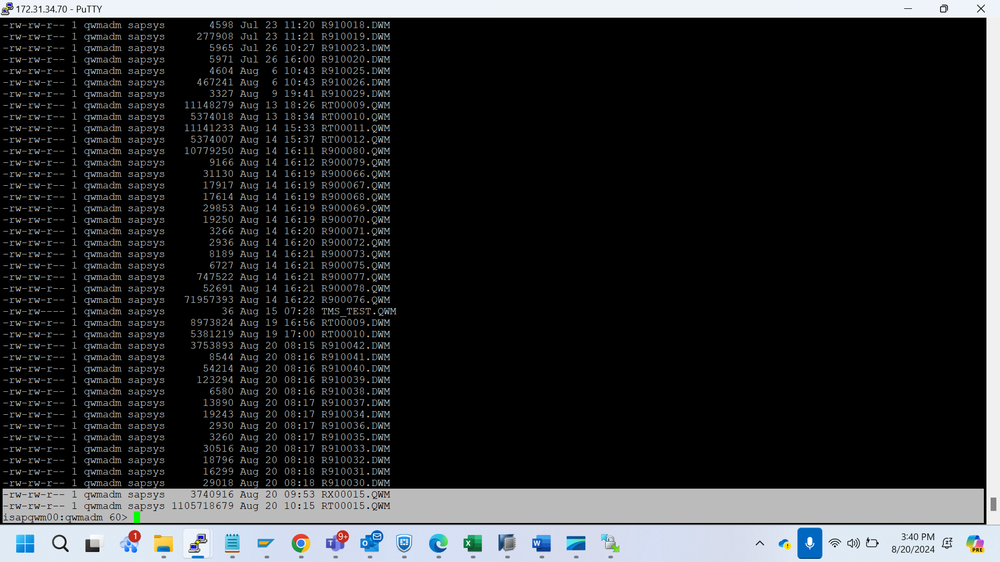 172.31.34.70 - PuTTY
-rw-rw-r-- 1 qwmadm sapsys       4598 Jul 23 11:20 R910018.DWM
-rw-rw-r-- 1 qwmadm sapsys     277908 Jul 23 11:21 R910019.DWM
-rw-rw-r-- 1 qwmadm sapsys       5965 Jul 26 10:27 R910023.DWM
-rw-rw-r-- 1 qwmadm sapsys       5971 Jul 26 16:00 R910020.DWM
-rw-rw-r-- 1 qwmadm sapsys       4604 Aug  6 10:43 R910025.DWM
-rw-rw-r-- 1 qwmadm sapsys     467241 Aug  6 10:43 R910026.DWM
-rw-rw-r-- 1 qwmadm sapsys       3327 Aug  9 19:41 R910029.DWM
-rw-rw-r-- 1 qwmadm sapsys   11148279 Aug 13 18:26 RT00009.QWM
-rw-rw-r-- 1 qwmadm sapsys    5374018 Aug 13 18:34 RT00010.QWM
-rw-rw-r-- 1 qwmadm sapsys   11141233 Aug 14 15:33 RT00011.QWM
-rw-rw-r-- 1 qwmadm sapsys    5374007 Aug 14 15:37 RT00012.QWM
-rw-rw-r-- 1 qwmadm sapsys   10779250 Aug 14 16:11 R900080.QWM
-rw-rw-r-- 1 qwmadm sapsys       9166 Aug 14 16:12 R900079.QWM
-rw-rw-r-- 1 qwmadm sapsys      31130 Aug 14 16:19 R900066.QWM
-rw-rw-r-- 1 qwmadm sapsys      17917 Aug 14 16:19 R900067.QWM
-rw-rw-r-- 1 qwmadm sapsys      17614 Aug 14 16:19 R900068.QWM
-rw-rw-r-- 1 qwmadm sapsys      29853 Aug 14 16:19 R900069.QWM
-rw-rw-r-- 1 qwmadm sapsys      19250 Aug 14 16:19 R900070.QWM
-rw-rw-r-- 1 qwmadm sapsys       3266 Aug 14 16:20 R900071.QWM
-rw-rw-r-- 1 qwmadm sapsys       2936 Aug 14 16:20 R900072.QWM
-rw-rw-r-- 1 qwmadm sapsys       8189 Aug 14 16:21 R900073.QWM
-rw-rw-r-- 1 qwmadm sapsys       6727 Aug 14 16:21 R900075.QWM
-rw-rw-r-- 1 qwmadm sapsys     747522 Aug 14 16:21 R900077.QWM
-rw-rw-r-- 1 qwmadm sapsys      52691 Aug 14 16:21 R900078.QWM
-rw-rw-r-- 1 qwmadm sapsys   71957393 Aug 14 16:22 R900076.QWM
-rw-rw---- 1 qwmadm sapsys         36 Aug 15 07:28 TMS_TEST.QWM
-rw-rw-r-- 1 qwmadm sapsys    8973824 Aug 19 16:56 RT00009.DWM
-rw-rw-r-- 1 qwmadm sapsys    5381219 Aug 19 17:00 RT00010.DWM
-rw-rw-r-- 1 qwmadm sapsys    3753893 Aug 20 08:15 R910042.DWM
-rw-rw-r-- 1 qwmadm sapsys       8544 Aug 20 08:16 R910041.DWM
-rw-rw-r-- 1 qwmadm sapsys      54214 Aug 20 08:16 R910040.DWM
-rw-rw-r-- 1 qwmadm sapsys     123294 Aug 20 08:16 R910039.DWM
-rw-rw-r-- 1 qwmadm sapsys       6580 Aug 20 08:16 R910038.DWM
-rw-rw-r-- 1 qwmadm sapsys      13890 Aug 20 08:17 R910037.DWM
-rw-rw-r-- 1 qwmadm sapsys      19243 Aug 20 08:17 R910034.DWM
-rw-rw-r-- 1 qwmadm sapsys       2930 Aug 20 08:17 R910036.DWM
-rw-rw-r-- 1 qwmadm sapsys       3260 Aug 20 08:17 R910035.DWM
-rw-rw-r-- 1 qwmadm sapsys      30516 Aug 20 08:17 R910033.DWM
-rw-rw-r-- 1 qwmadm sapsys      18796 Aug 20 08:18 R910032.DWM
-rw-rw-r-- 1 qwmadm sapsys      16299 Aug 20 08:18 R910031.DWM
-rw-rw-r-- 1 qwmadm sapsys      29018 Aug 20 08:18 R910030.DWM
-rw-rw-r-- 1 qwmadm sapsys    3740916 Aug 20 09:53 RX00015.QWM
-rw-rw-r-- 1 qwmadm sapsys 1105718679 Aug 20 10:15 RT00015.QWM
isapqwm00:qwmadm 60>
1
9+
3:40 PM
8/20/2024
PRE